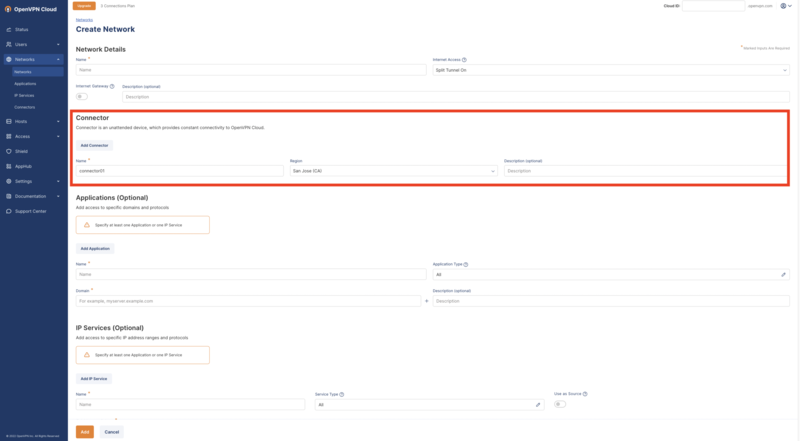 OpenVPN Cloud
Upgrade
3 Connections Plan
Cloud ID
openvpn.com
Status
Users
Networks
Networks
Applications
IP Services
Connectors
Hosts
Access
Shield
AppHub
Settings
Documentation
Support Center
Networks
Create Network
Network Details
* Marked Inputs Are Required
Name *
Name
Internet Access
Split Tunnel On
Internet Gateway
Description (optional)
Description
Connector
Connector is an unattended device, which provides constant connectivity to OpenVPN Cloud.
Add Connector
Name *
connector01
Region
San Jose (CA)
Description (optional)
Description
Applications (Optional)
Add access to specific domains and protocols
Specify at least one Application or one IP Service
Add Application
Name *
Name
Application Type
All
Domain *
For example, myserver.example.com
+
Description (optional)
Description
IP Services (Optional)
Add access to specific IP address ranges and protocols
Specify at least one Application or one IP Service
Add IP Service
Name *
Name
Service Type
All
Use as Source
Add
Cancel
OpenVPN Inc. All Rights Reserved